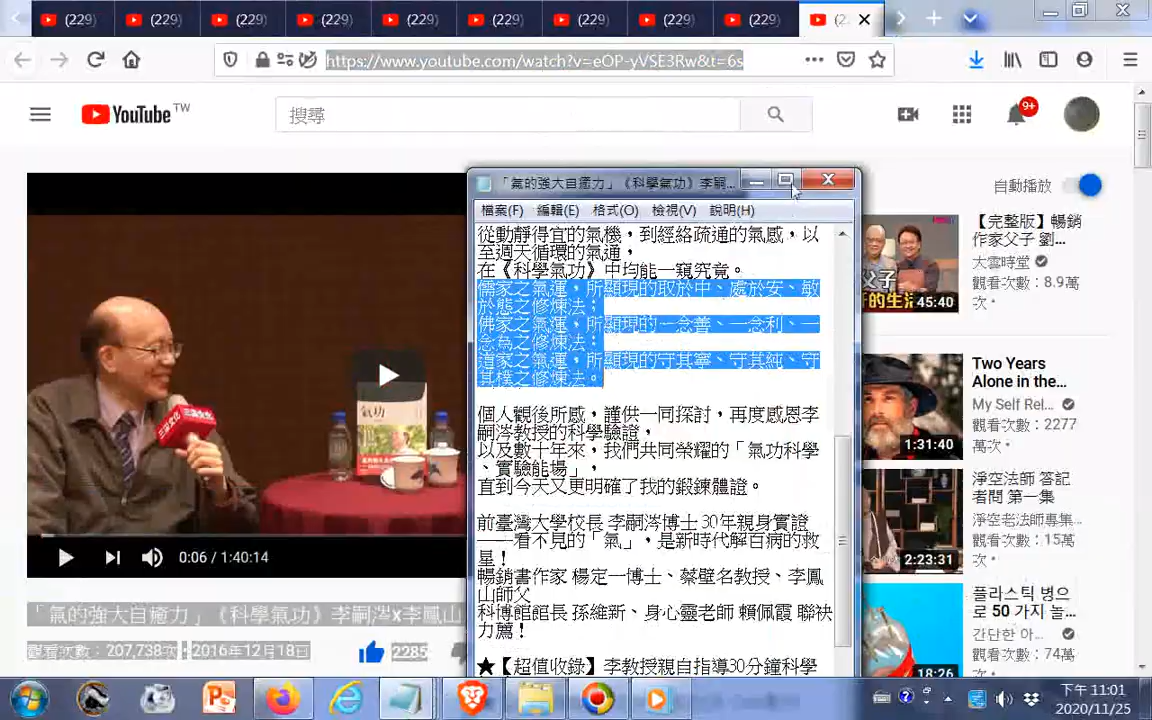 (229)
(229)
(229)
(229)
(229)
(229)
(229)
(229)
(229)
(2
https://www.youtube.com/watch?v=eOP-yVSE3Rw&t=6s
YouTube TW
搜尋
9+
「氣的強大自癒力」《科學氣功》李嗣...
檔案(F) 編輯(E) 格式(O) 檢視(V) 說明(H)
從動靜得宜的氣機，到經絡疏通的氣感，以
至週天循環的氣通，
在《科學氣功》中均能一窺究竟。
儒家之氣運，所顯現的取於中、處於安、敏
於態之修煉法；
佛家之氣運，所顯現的一念善、一念利、一
念為之修煉法；
道家之氣運，所顯現的守其寧、守其純、守
其樸之修煉法。
個人觀後所感，謹供一同探討，再度感恩李
嗣涔教授的科學驗證，
以及數十年來，我們共同榮耀的「氣功科學
、實驗能場」，
直到今天又更明確了我的鍛鍊體證。
前臺灣大學校長 李嗣涔博士 30年親身實證
——看不見的「氣」，是新時代解百病的救
星！
暢銷書作家 楊定一博士、蔡璧名教授、李鳳
山師父
科博館館長 孫維新、身心靈老師 賴佩霞 聯袂
力薦！
★【超值收錄】李教授親自指導30分鐘科學
氣功
三采文化
0:06 / 1:40:14
「氣的強大自癒力」《科學氣功》李嗣涔x李鳳山
觀看次數：207,738次 • 2016年12月18日
2285
自動播放
【完整版】暢銷
作家父子 劉...
大雲時堂
觀看次數：8.9萬
次 •
父子
的生
45:40
Two Years
Alone in the...
My Self Rel...
觀看次數：2277
萬次 •
1:31:40
淨空法師 答記
者問 第一集
淨空老法師專集...
觀看次數：15萬
次 •
2:23:31
플라스틱 병으
로 50 가지 놀...
간단한 아...
觀看次數：74萬
次 •
18:26
下午 11:01
2020/11/25